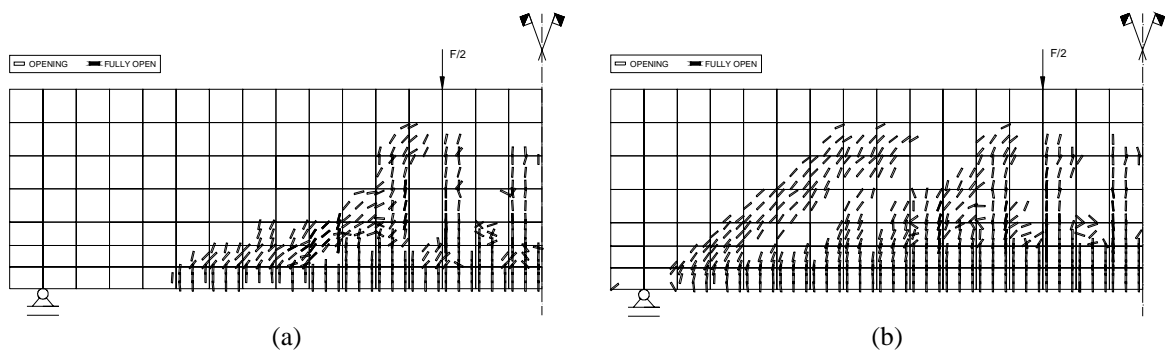 F/2
OPENING FULLY OPEN
(a)
F/2
OPENING FULLY OPEN
(b)